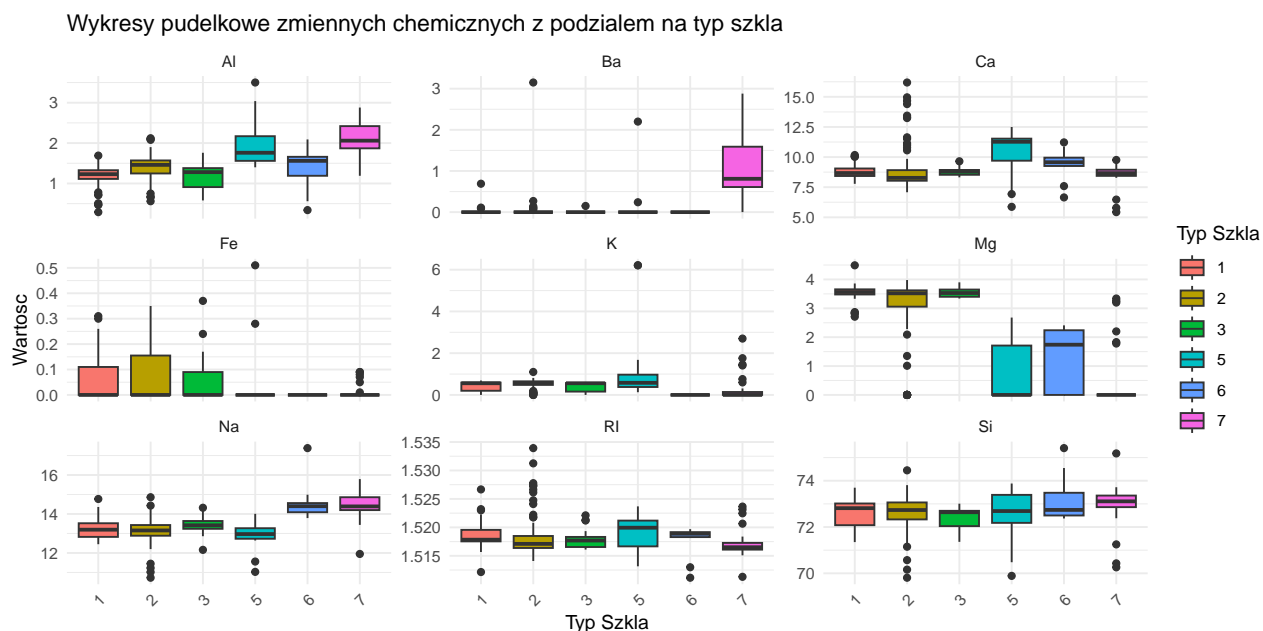 Wykresy pudelkowe zmiennych chemicznych z podzialem na typ szkla
Al
Ba
Ca
3
2
1
3
2
1
0
15.0
12.5
10.0
7.5
5.0
Fe
K
Mg
0.5
0.4
0.3
0.2
0.1
0.0
6
4
2
0
4
3
2
1
0
Na
RI
Si
16
14
12
1.535
1.530
1.525
1.520
1.515
74
72
70
1 2 3 5 6 7
1 2 3 5 6 7
1 2 3 5 6 7
Typ Szkla
Wartosc
Typ Szkla
1
2
3
5
6
7